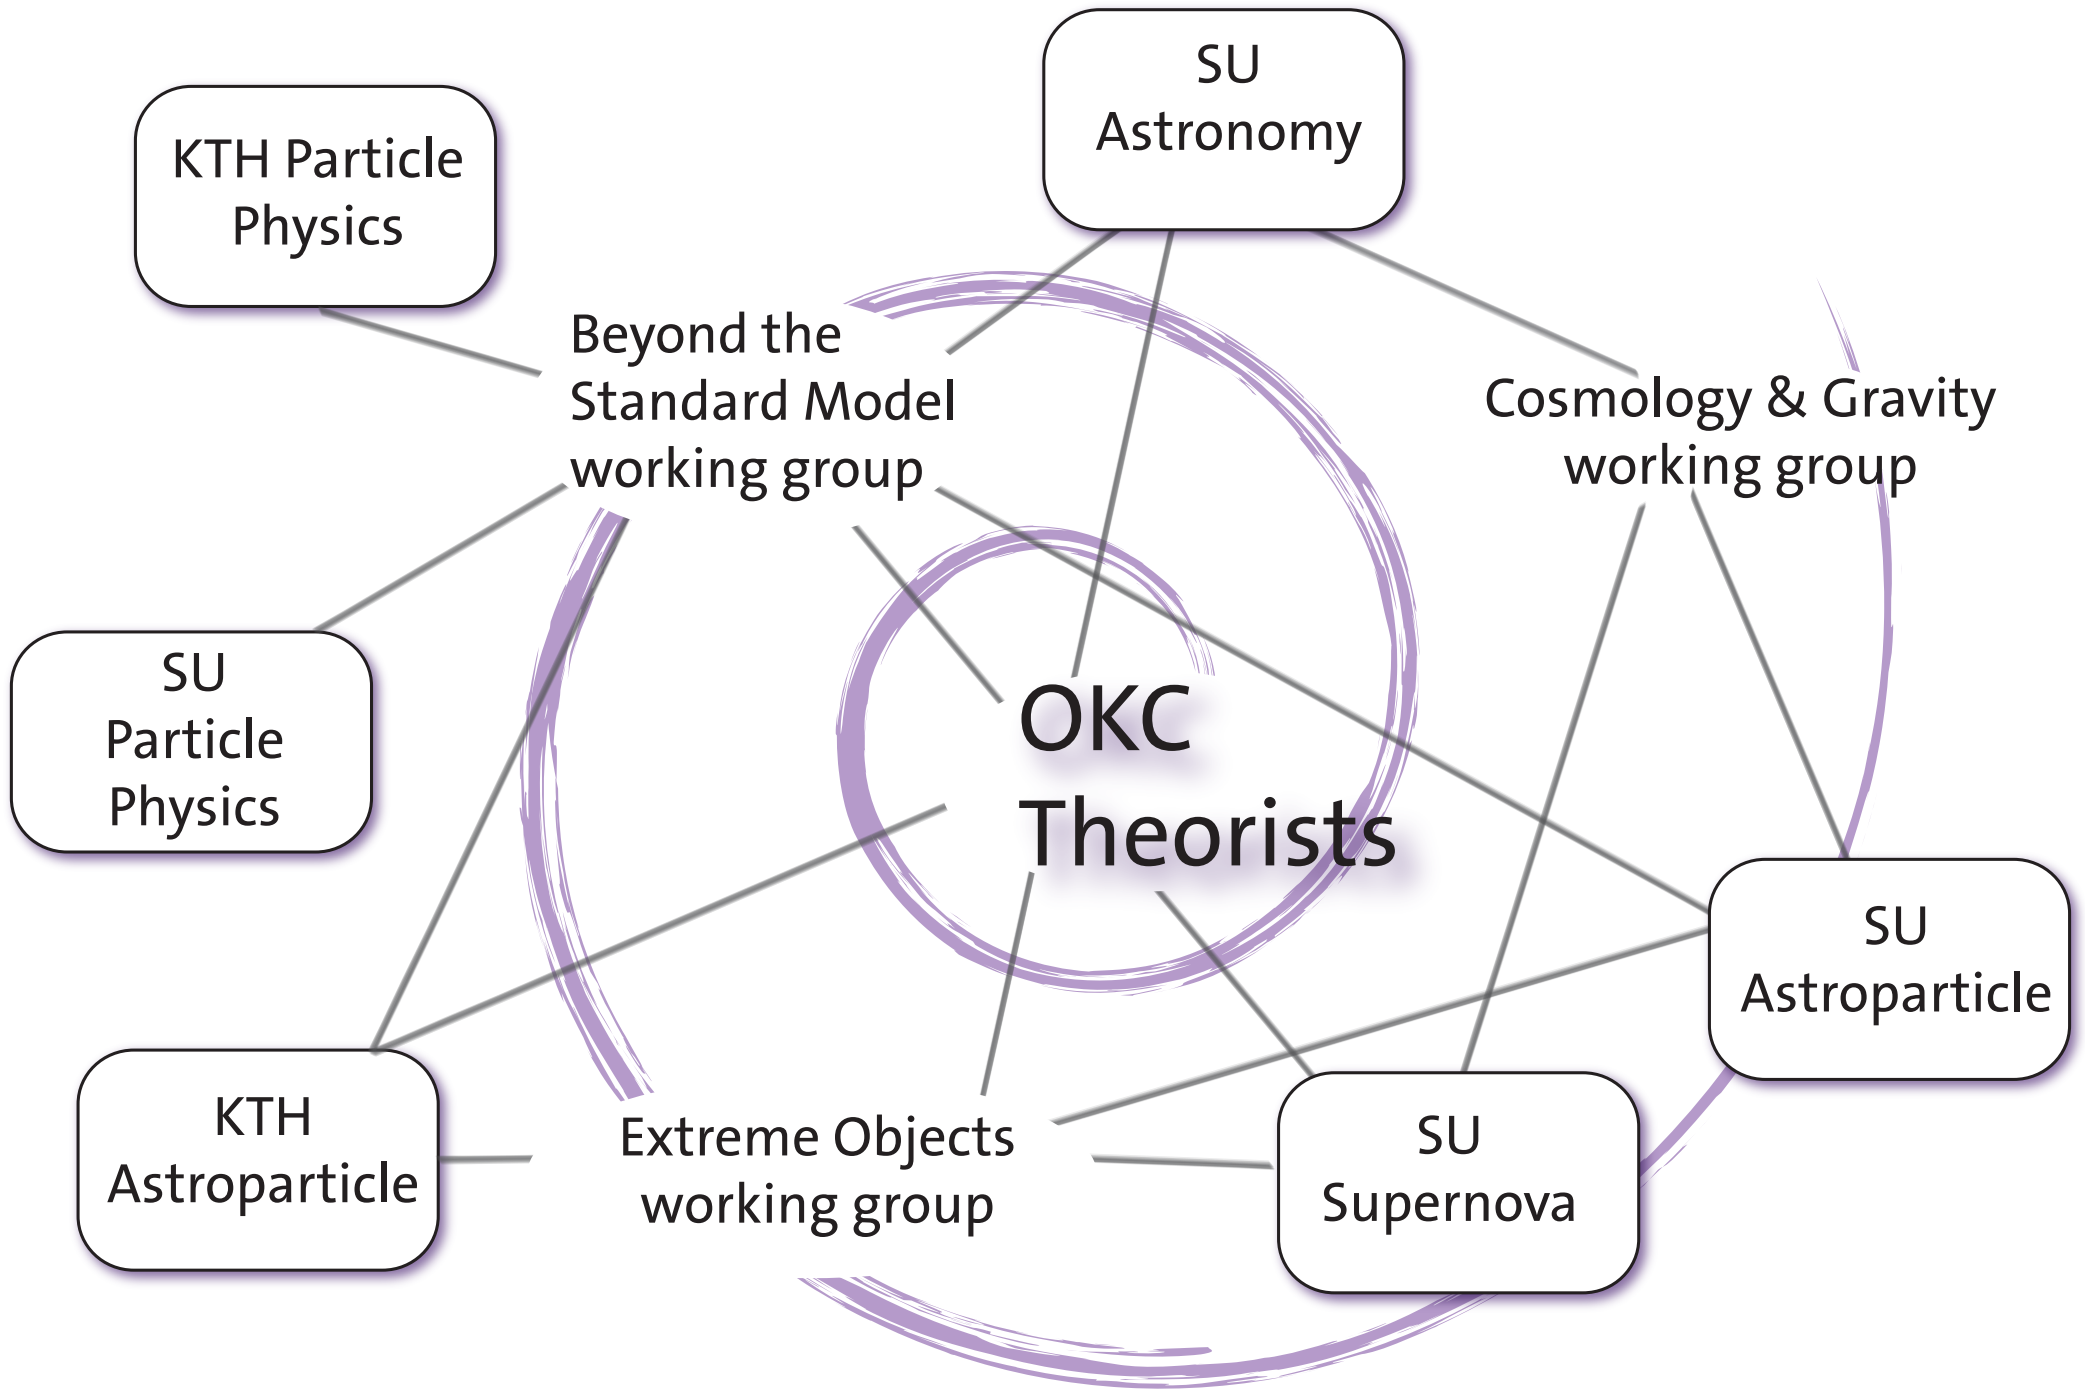 SU
Astronomy
KTH Particle
Physics
Beyond the
Standard Model
working group
Cosmology & Gravity
working group
SU
Particle
Physics
OKC
Theorists
SU
Astroparticle
KTH
Astroparticle
Extreme Objects
working group
SU
Supernova